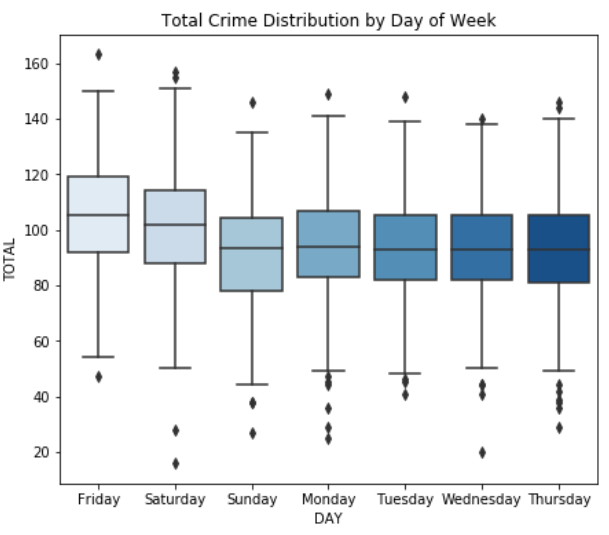 Total Crime Distribution by Day of Week
TOTAL
160
140
120
100
80
60
40
20
Friday Saturday Sunday Monday Tuesday Wednesday Thursday
DAY